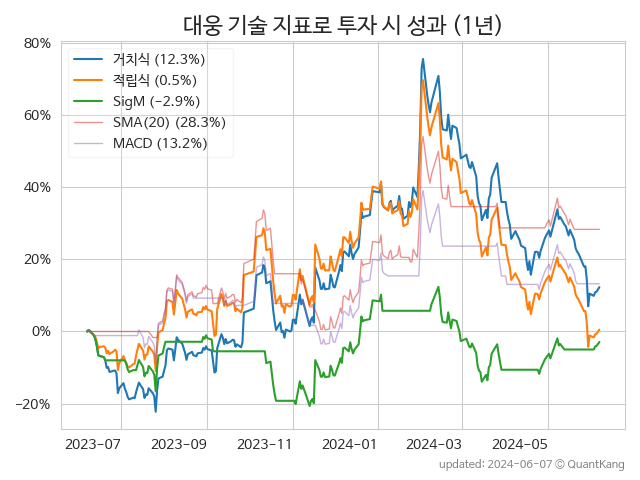 대웅 기술 지표로 투자 시 성과 (1년)
80%
60%
40%
20%
0%
−20%
거치식 (12.3%)
적립식 (0.5%)
SigM (−2.9%)
SMA(20) (28.3%)
MACD (13.2%)
2023-07 2023-09 2023-11 2024-01 2024-03 2024-05
updated: 2024-06-07 © QuantKang